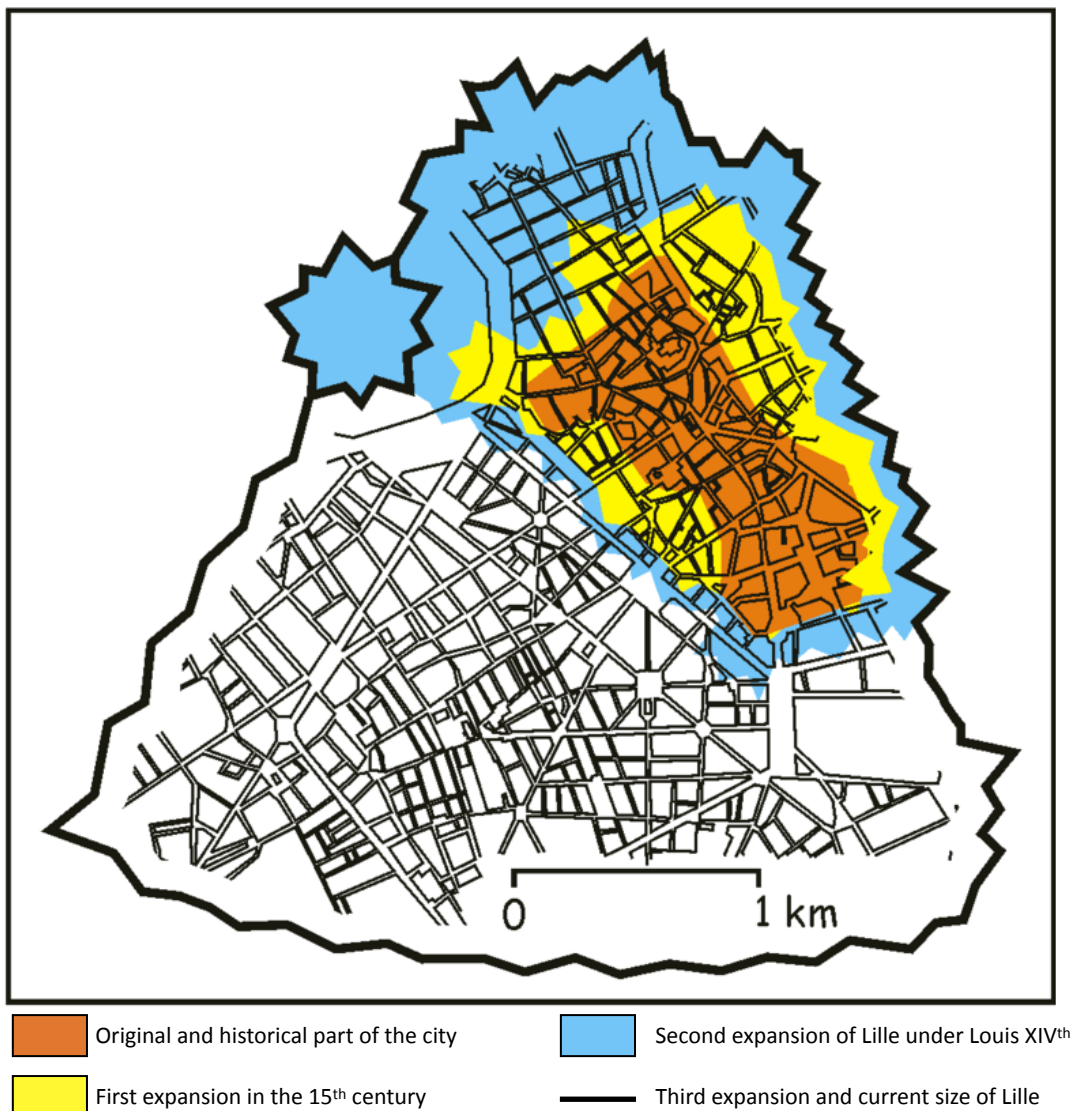 0 1 km
Original and historical part of the city
Second expansion of Lille under Louis XIVth
First expansion in the 15th century
Third expansion and current size of Lille